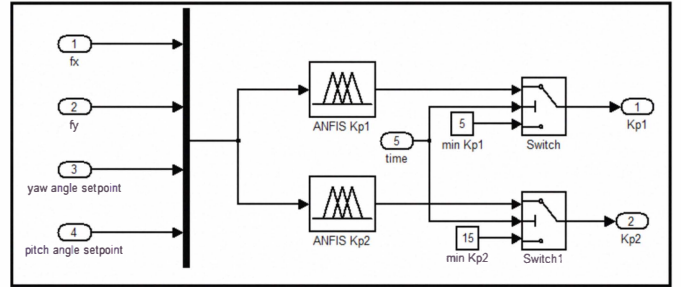 1
fx
2
fy
3
yaw angle setpoint
4
pitch angle setpoint
ANFIS Kp1
ANFIS Kp2
5
time
5
min Kp1
15
min Kp2
Switch
Switch1
1
Kp1
2
Kp2